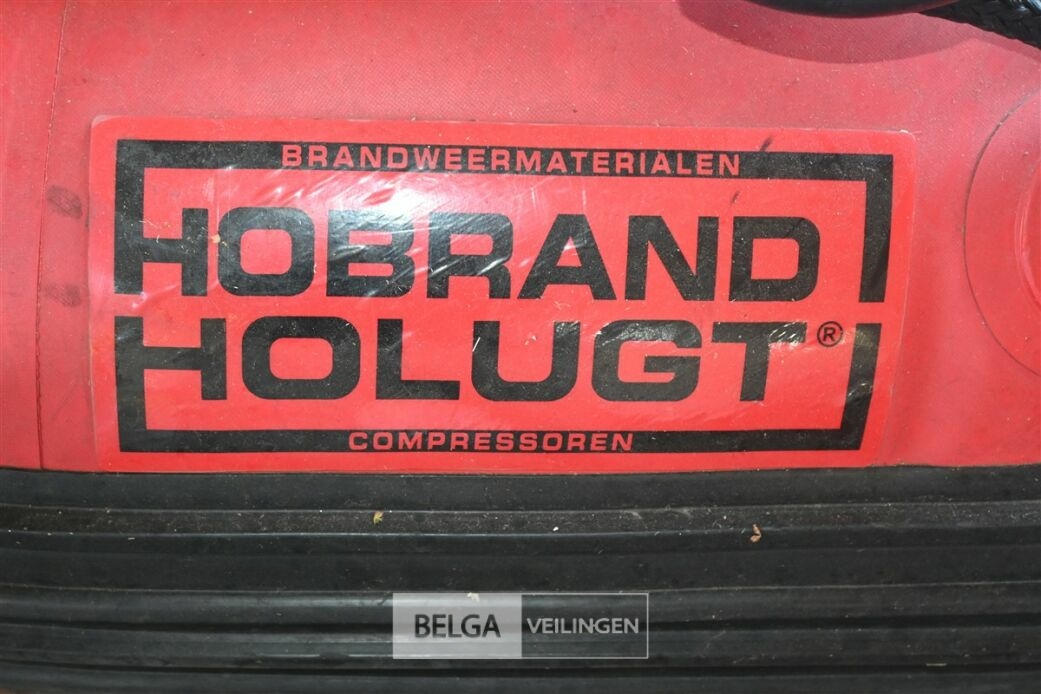 BRANDWEERMATERIALEN
HOBRAND
HOLUGT®
COMPRESSOREN
BELGA VEILINGEN